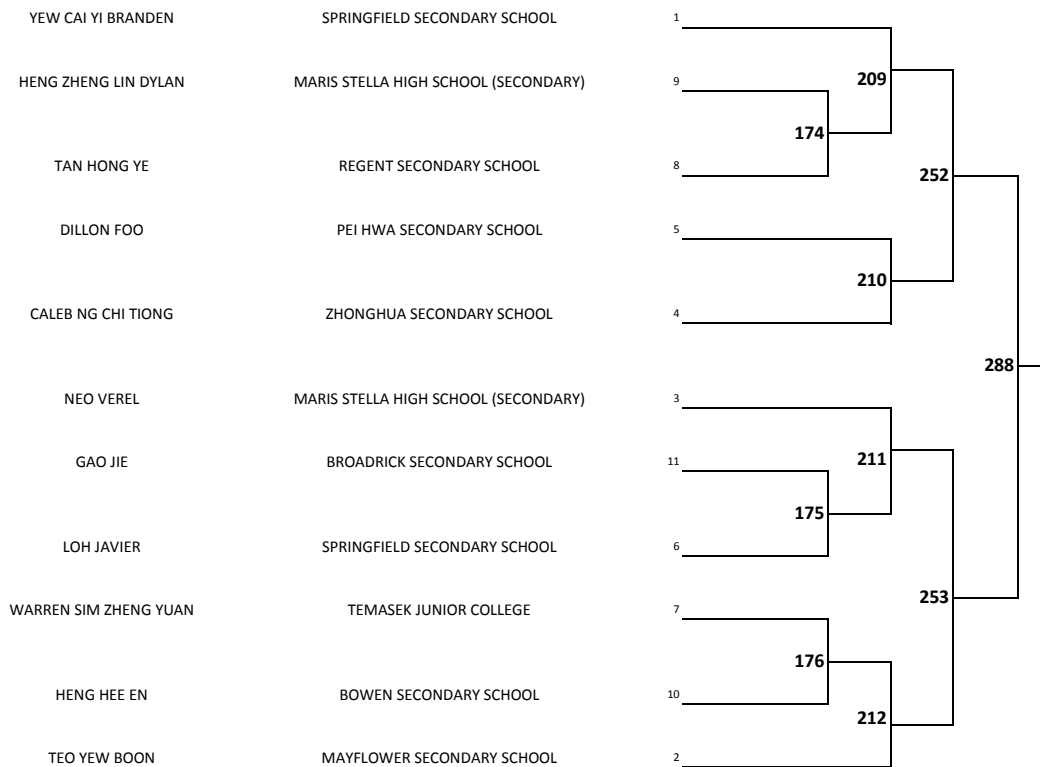 YEW CAI YI BRANDEN SPRINGFIELD SECONDARY SCHOOL 1
209
HENG ZHENG LIN DYLAN MARIS STELLA HIGH SCHOOL (SECONDARY) 9
174
TAN HONG YE REGENT SECONDARY SCHOOL 8
252
DILLON FOO PEI HWA SECONDARY SCHOOL 5
210
CALEB NG CHI TIONG ZHONGHUA SECONDARY SCHOOL 4
288
NEO VEREL MARIS STELLA HIGH SCHOOL (SECONDARY) 3
211
GAO JIE BROADRICK SECONDARY SCHOOL 11
175
LOH JAVIER SPRINGFIELD SECONDARY SCHOOL 6
253
WARREN SIM ZHENG YUAN TEMASEK JUNIOR COLLEGE 7
176
HENG HEE EN BOWEN SECONDARY SCHOOL 10
212
TEO YEW BOON MAYFLOWER SECONDARY SCHOOL 2